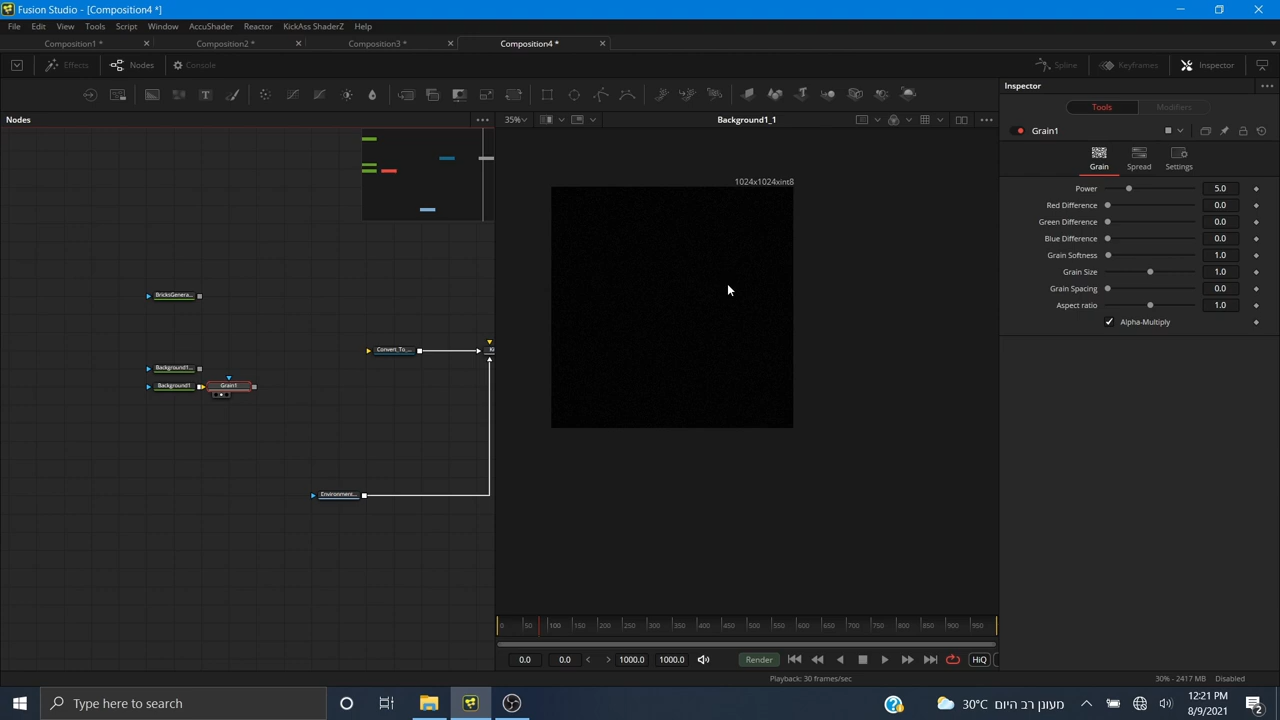 Fusion Studio - [Composition4 *]
File Edit View Tools Script Window AccuShader Reactor KickAss ShaderZ Help
Composition1 * Composition2 * Composition3 * Composition4 *
Effects Nodes Console Spline Keyframes Inspector
Nodes
35% Background1_1
Inspector
Tools Modifiers
Grain1
Grain Spread Settings
1024x1024xint8
Power 5.0
Red Difference 0.0
Green Difference 0.0
Blue Difference 0.0
Grain Softness 1.0
Grain Size 1.0
Grain Spacing 0.0
Aspect ratio 1.0
Alpha-Multiply
BricksGenera...
Convert_To_...
Background1...
Background1 Grain1
Environment...
0 50 100 150 200 250 300 350 400 450 500 550 600 650 700 750 800 850 900 950
0.0 0.0 1000.0 1000.0 Render HiQ
Playback: 30 frames/sec 30% - 2417 MB Disabled
Type here to search
30°C מעונן רב היום
12:21 PM
8/9/2021
2